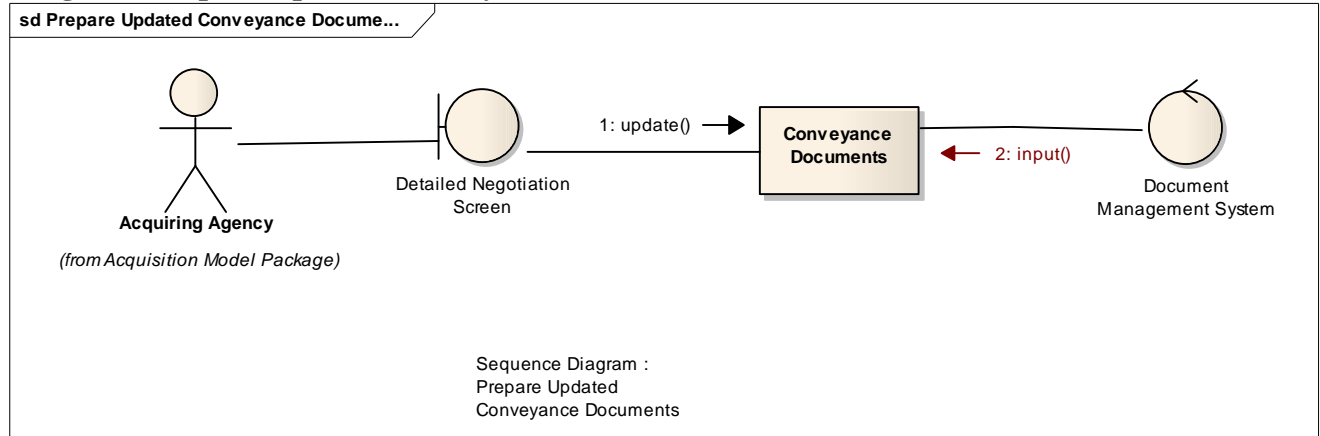 sd Prepare Updated Conveyance Docume...
1: update()
Conveyance
Documents
2: input()
Detailed Negotiation
Screen
Document
Management System
Acquiring Agency
(from Acquisition Model Package)
Sequence Diagram :
Prepare Updated
Conveyance Documents